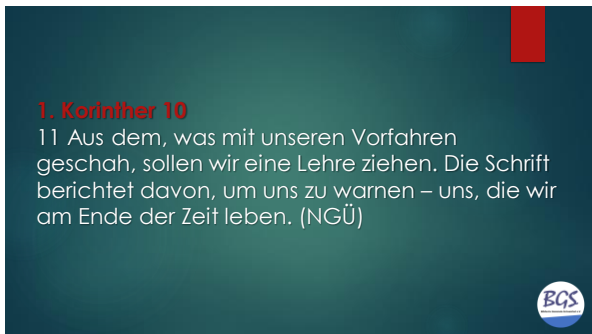 1. Korinther 10
11 Aus dem, was mit unseren Vorfahren
geschah, sollen wir eine Lehre ziehen. Die Schrift
berichtet davon, um uns zu warnen – uns, die wir
am Ende der Zeit leben. (NGÜ)
BGS